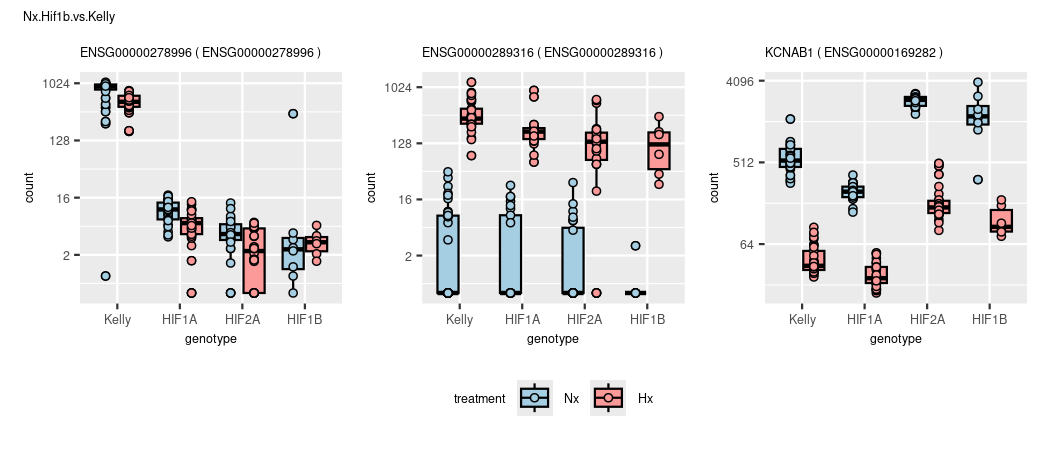 Nx.Hif1b.vs.Kelly
ENSG00000278996 ( ENSG00000278996 )
1024
128
16
2
count
Kelly HIF1A HIF2A HIF1B
genotype
ENSG00000289316 ( ENSG00000289316 )
1024
128
16
2
count
Kelly HIF1A HIF2A HIF1B
genotype
KCNAB1 ( ENSG00000169282 )
4096
512
64
count
Kelly HIF1A HIF2A HIF1B
genotype
treatment Nx Hx